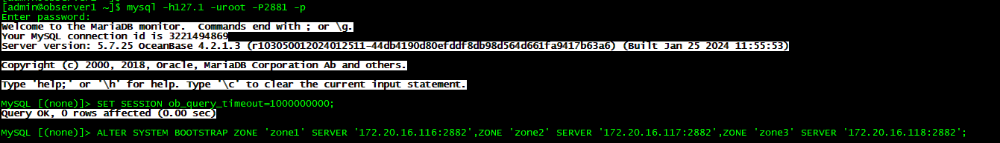 [admin@observer1 ~]$ mysql -h127.1 -uroot -P2881 -p
Enter password:
Welcome to the MariaDB monitor.  Commands end with ; or \g.
Your MySQL connection id is 3221494869
Server version: 5.7.25 OceanBase 4.2.1.3 (r103050012024012511-44db4190d80efddf8db98d564d661fa9417b63a6) (Built Jan 25 2024 11:55:53)
Copyright (c) 2000, 2018, Oracle, MariaDB Corporation Ab and others.
Type 'help;' or '\h' for help. Type '\c' to clear the current input statement.
MySQL [(none)]> SET SESSION ob_query_timeout=1000000000;
Query OK, 0 rows affected (0.00 sec)
MySQL [(none)]> ALTER SYSTEM BOOTSTRAP ZONE 'zone1' SERVER '172.20.16.116:2882',ZONE 'zone2' SERVER '172.20.16.117:2882',ZONE 'zone3' SERVER '172.20.16.118:2882';